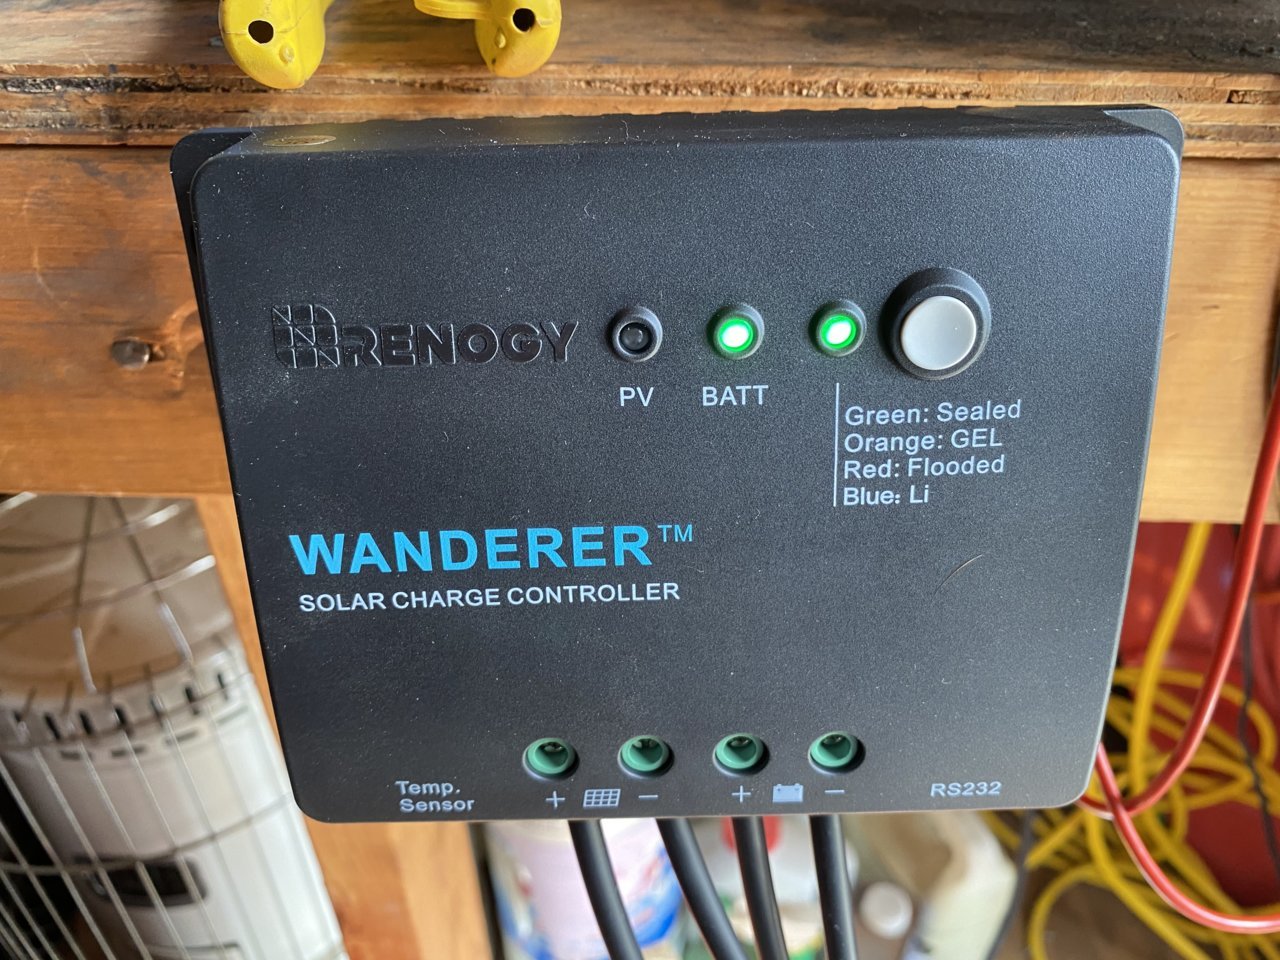 RENOGY
PV
BATT
Green: Sealed
Orange: GEL
Red: Flooded
Blue: Li
WANDERER™
SOLAR CHARGE CONTROLLER
Temp.
Sensor
+
−
+
−
RS232